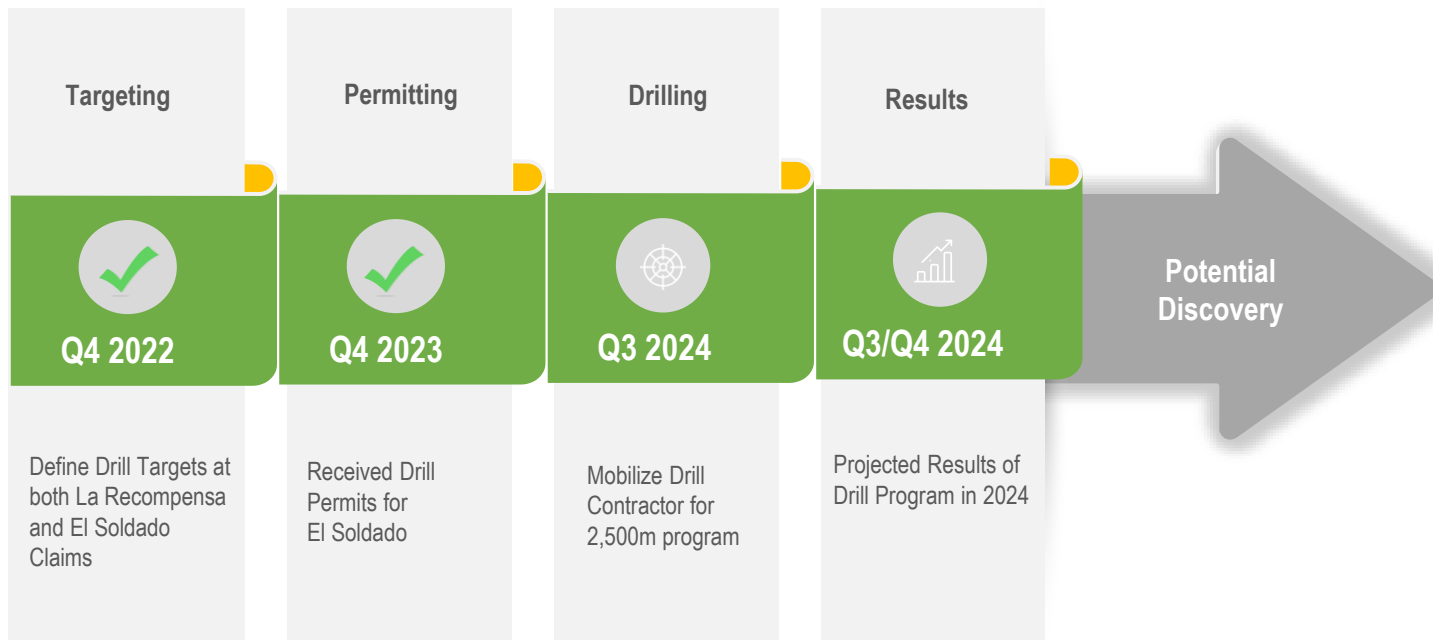 Targeting
Permitting
Drilling
Results
Q4 2022
Q4 2023
Q3 2024
Q3/Q4 2024
Potential
Discovery
Define Drill Targets at
both La Recompensa
and El Soldado
Claims
Received Drill
Permits for
El Soldado
Mobilize Drill
Contractor for
2,500m program
Projected Results of
Drill Program in 2024